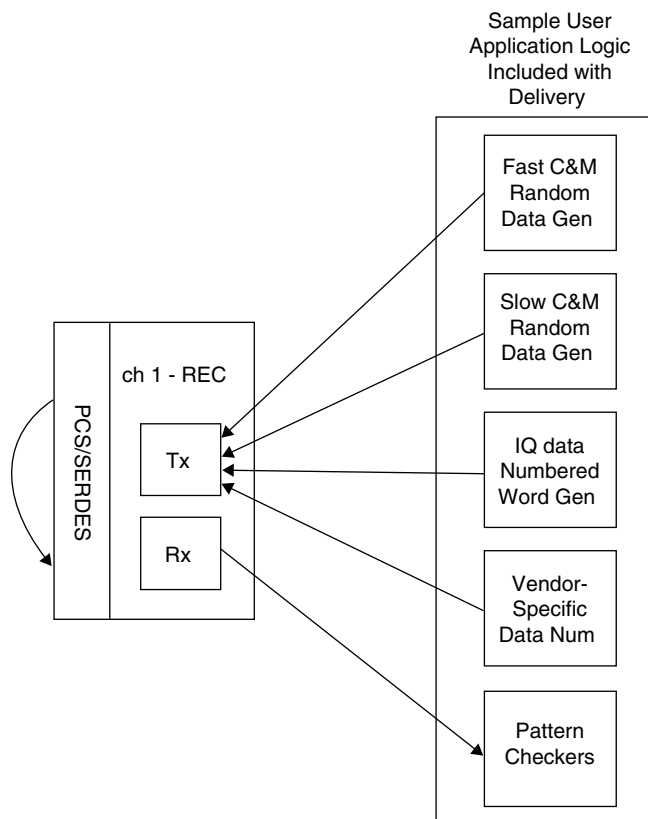 Sample User
Application Logic
Included with
Delivery
Fast C&M
Random
Data Gen
Slow C&M
Random
Data Gen
ch 1 - REC
PCS/SERDES
Tx
IQ data
Numbered
Word Gen
Rx
Vendor-
Specific
Data Num
Pattern
Checkers